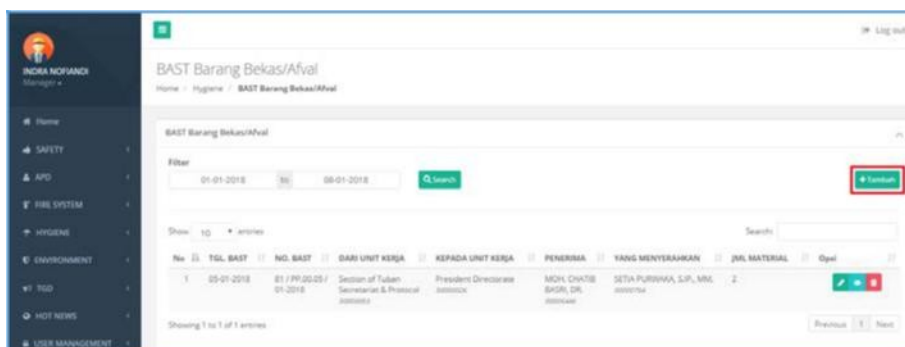 Log out
INDRA NOFIANDI
Manager
BAST Barang Bekas/Afval
Home / Hygiene / BAST Barang Bekas/Afval
Home
SAFETY
APD
FIRE SYSTEM
HYGIENE
ENVIRONMENT
TGD
HOT NEWS
USER MANAGEMENT
BAST Barang Bekas/Afval
Filter
01-01-2018 to 08-01-2018 Search
+ Tambah
Show 10 entries Search:
No TGL. BAST NO. BAST DARI UNIT KERJA KEPADA UNIT KERJA PENERIMA YANG MENYERAHKAN JML MATERIAL Opsi
1 05-01-2018 81 / PP.00.05 / Section of Tuban President Directorate MOH. CHATIB SETIA PURWAKA, S.IP., MM. 2
01-2018 Secretariat & Protocol BASRI, DR.
Showing 1 to 1 of 1 entries
Previous 1 Next